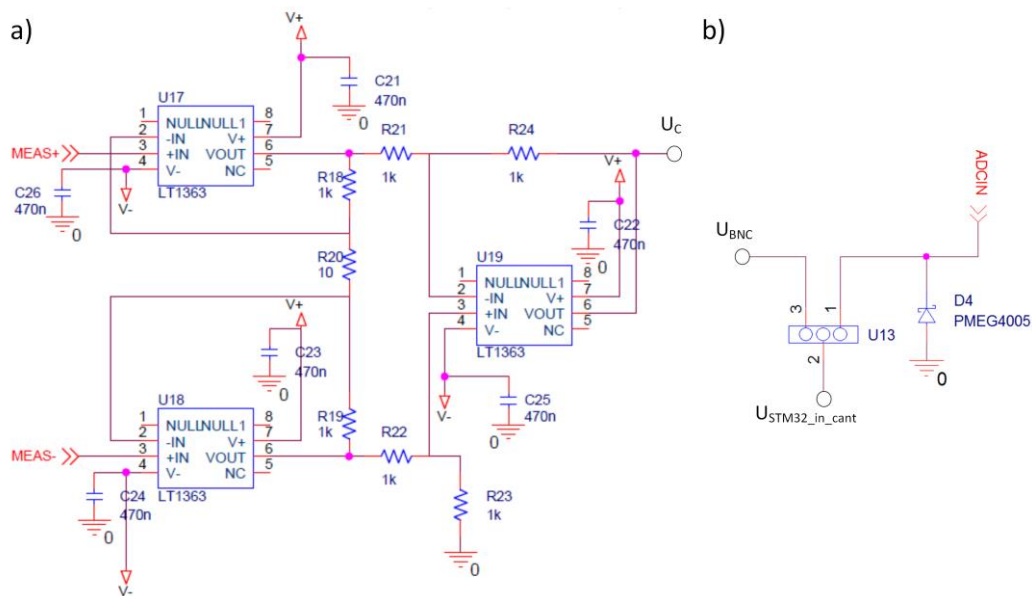 a)
V+
C21
470n
0
U17
1
2
3
4
NULL
-IN
+IN
V-
NULL1
V+
VOUT
NC
8
7
6
5
LT1363
MEAS+
C26
470n
0
V-
R18
1k
R20
10
R21
1k
R24
1k
UC
V+
C22
470n
0
U19
1
2
3
4
NULL
-IN
+IN
V-
NULL1
V+
VOUT
NC
8
7
6
5
LT1363
V-
C25
470n
0
V+
C23
470n
0
U18
1
2
3
4
NULL
-IN
+IN
V-
NULL1
V+
VOUT
NC
8
7
6
5
LT1363
MEAS-
C24
470n
0
V-
R19
1k
R22
1k
R23
1k
0
b)
ADCIN
UBNC
3
1
2
U13
D4
PMEG4005
0
USTM32_in_cant